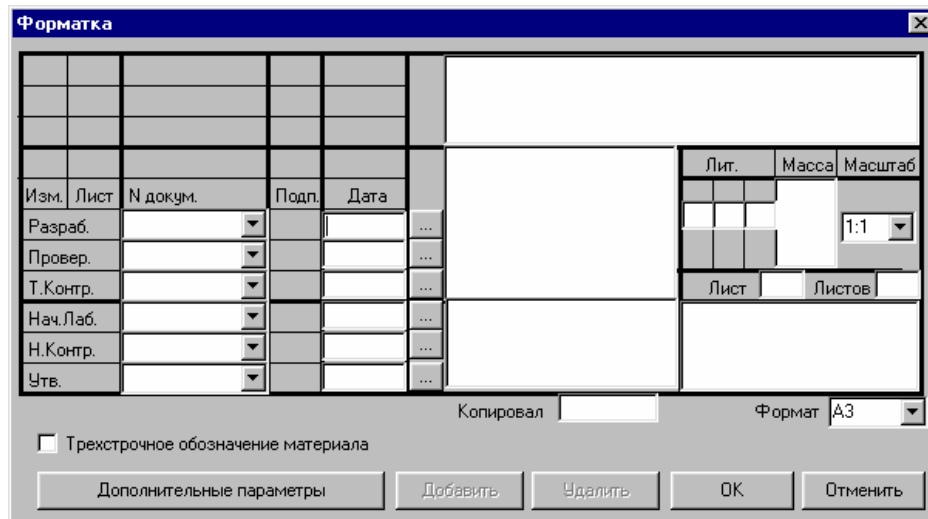 Форматка
Лит. Масса Масштаб
Изм. Лист N докум. Подп. Дата
Разраб. ... 1:1
Провер. ...
Т.Контр. ... Лист Листов
Нач.Лаб. ...
Н.Контр. ...
Утв. ...
Копировал Формат A3
Трехстрочное обозначение материала
Дополнительные параметры Добавить Удалить OK Отменить